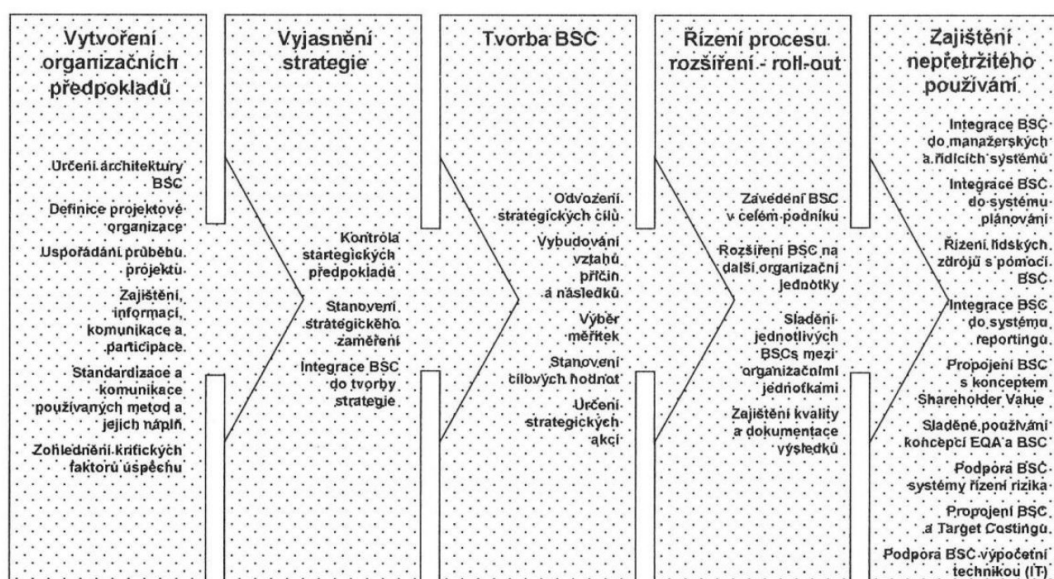 Vytvoření
organizačních
předpokladů
Určení architektury
BSC
Definice projektové
organizace
Uspořádání průběhu
projektu
Zajištění
informací,
komunikace a
participace
Standardizace a
komunikace
používaných metod a
jejich náplň
Zohlednění kritických
faktorů úspěchu
Vyjasnění
strategie
Kontrola
startegických
předpokladů
Stanovení
strategického
zaměření
Integrace BSC
do tvorby
strategie
Tvorba BSC
Odvození
strategických cílů
Vybudování
vztahů
příčin
a následků
Výběr
měřítek
Stanovení
cílových hodnot
Určení
strategických
akcí
Řízení procesu
rozšíření - roll-out
Zavedení BSC
v celém podniku
Rozšíření BSC na
další organizační
jednotky
Sladění
jednotlivých
BSCs mezi
organizačními
jednotkami
Zajištění kvality
a dokumentace
výsledků
Zajištění
nepřetržitého
používání
Integrace BSC
do manažerských
a řídicích systémů
Integrace BSC
do systému
plánování
Řízení lidských
zdrojů s pomocí
BSC
Integrace BSC
do systému
reportingu
Propojení BSC
s konceptem
Shareholder Value
Sladěné používání
koncepcí EQA a BSC
Podpora BSC
systémy řízení rizika
Propojení BSC
a Target Costingu
Podpora BSC výpočetní
technikou (IT)